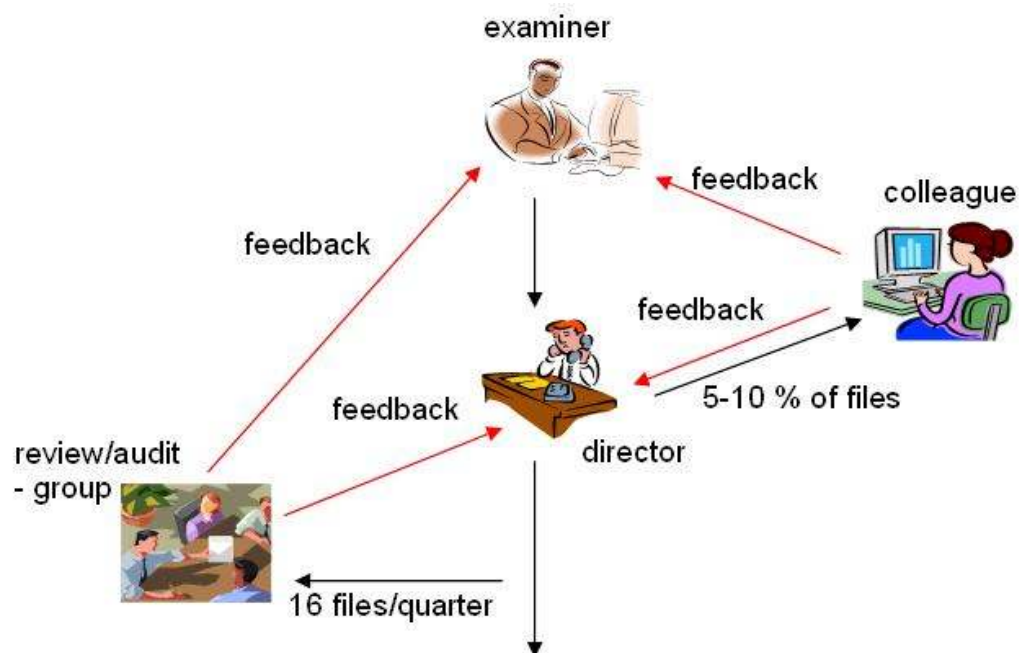 examiner
feedback
colleague
feedback
feedback
5-10 % of files
feedback
director
review/audit
- group
16 files/quarter